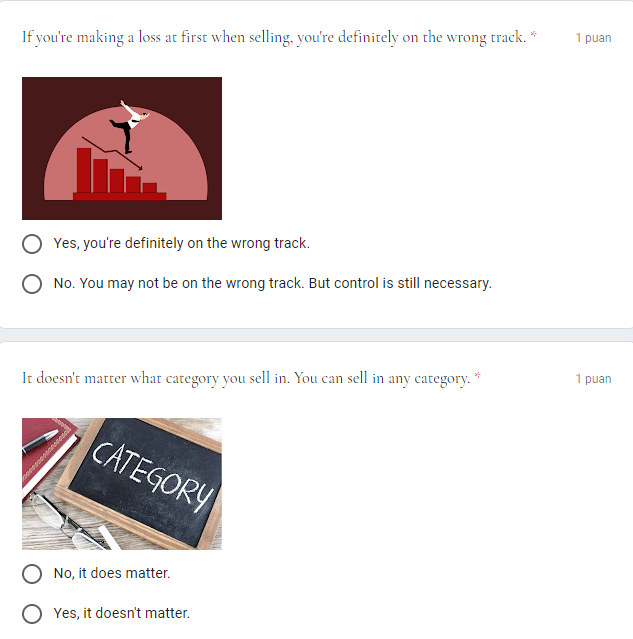 If you're making a loss at first when selling, you're definitely on the wrong track. *
1 puan
Yes, you're definitely on the wrong track.
No. You may not be on the wrong track. But control is still necessary.
It doesn't matter what category you sell in. You can sell in any category. *
1 puan
CATEGORY
No, it does matter.
Yes, it doesn't matter.